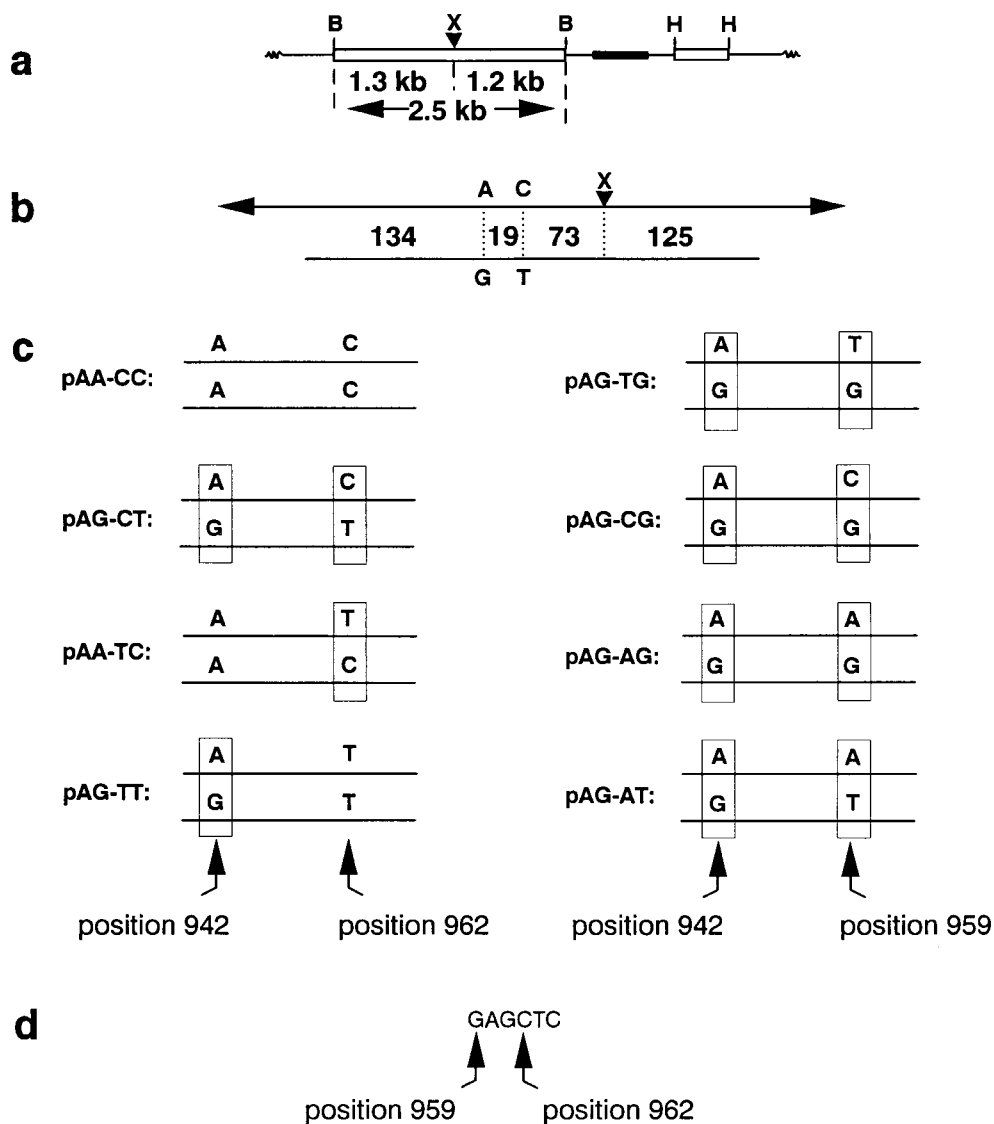 a
B X B H H
1.3 kb 1.2 kb
2.5 kb
b
A C X
134 19 73 125
G T
c
pAA-CC:
A C
A C
pAG-CT:
A C
G T
pAA-TC:
A T
A C
pAG-TT:
A T
G T
position 942 position 962
pAG-TG:
A T
G G
pAG-CG:
A C
G G
pAG-AG:
A A
G G
pAG-AT:
A A
G T
position 942 position 959
d
GAGCTC
position 959 position 962